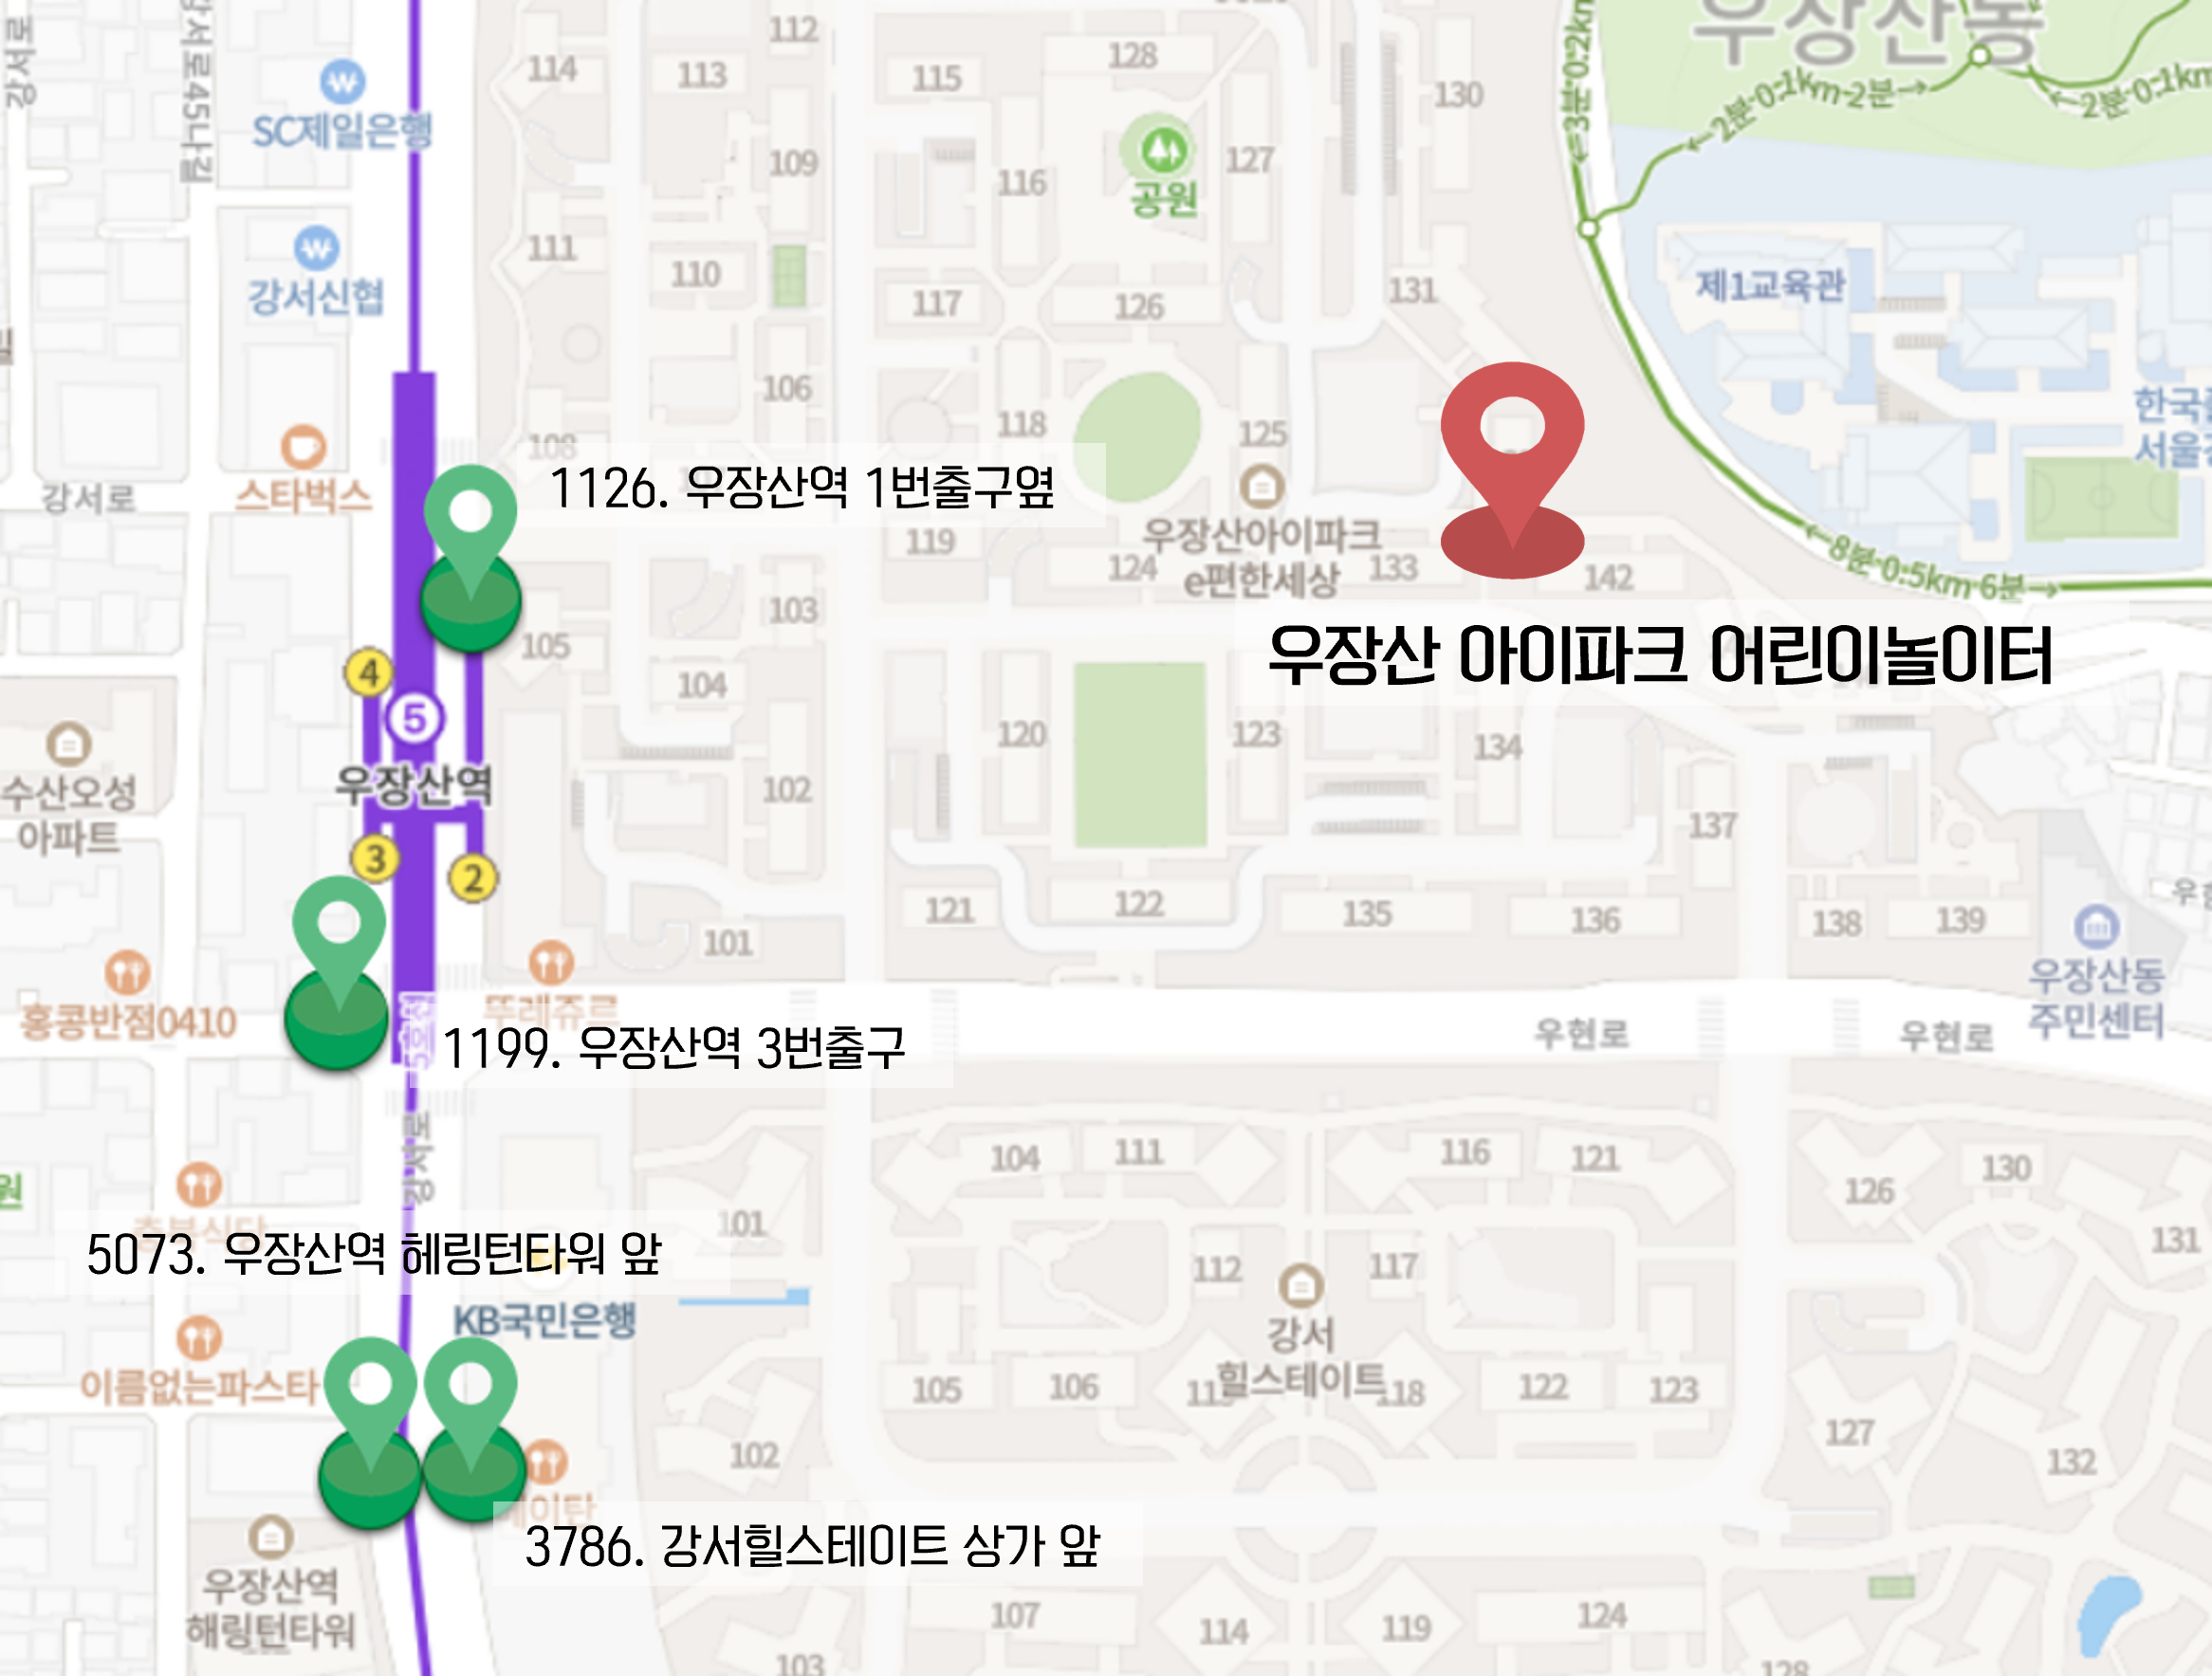 우장산동
강서로
강서로45나길
112
114
113
115
128
130
SC제일은행
109
116
공원
127
←3분 0.2km
←2분 0.1km 2분→
←2분 0.1km
111
110
강서신협
117
126
131
제1교육관
106
118
125
108
스타벅스
강서로
1126. 우장산역 1번출구옆
119
124
우장산아이파크
e편한세상
133
142
←8분 0.5km 6분→
103
105
4
104
우장산 아이파크 어린이놀이터
5
우장산역
120
123
134
수산오성
아파트
102
137
3
2
121
122
135
136
138
139
101
우장산동
주민센터
홍콩반점0410
뚜레쥬르
5호선
1199. 우장산역 3번출구
우현로
우현로
강서로
104
111
116
121
126
130
101
131
5073. 우장산역 헤링턴타워 앞
112
117
KB국민은행
강서
힐스테이트
이름없는파스타
105
106
118
122
123
102
127
132
3786. 강서힐스테이트 상가 앞
우장산역
해링턴타워
107
114
119
124
103
128